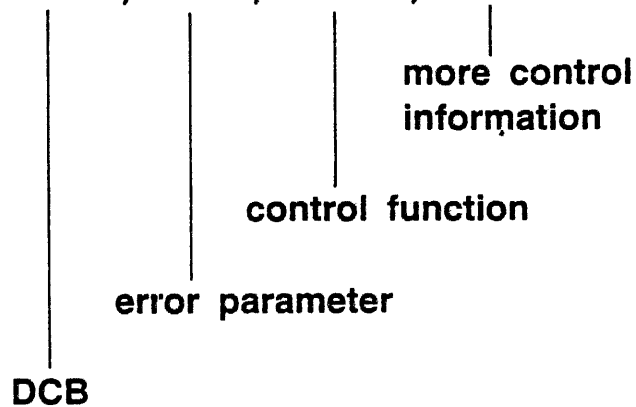 more control
information
control function
error parameter
DCB